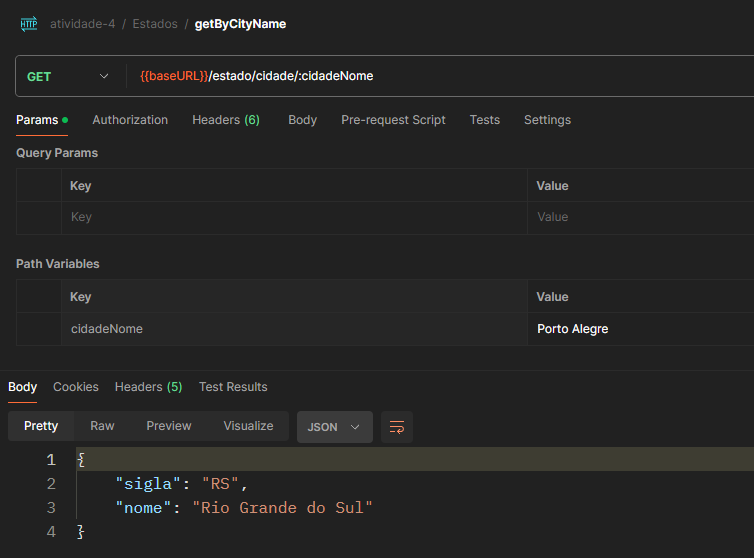 HTTP atividade-4 / Estados / getByCityName
GET {{baseURL}}/estado/cidade/:cidadeNome
Params Authorization Headers (6) Body Pre-request Script Tests Settings
Query Params
Key Value
Key Value
Path Variables
Key Value
cidadeNome Porto Alegre
Body Cookies Headers (5) Test Results
Pretty Raw Preview Visualize JSON
1 {
2 "sigla": "RS",
3 "nome": "Rio Grande do Sul"
4 }